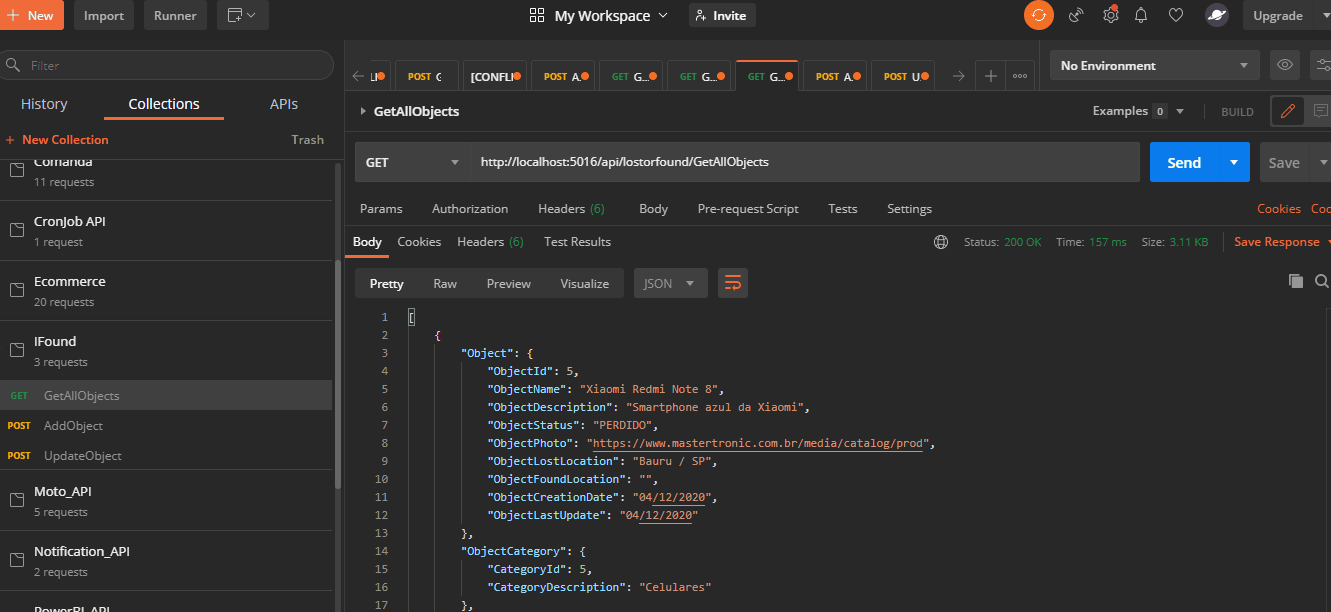 + New Import Runner My Workspace Invite Upgrade
Filter
History Collections APIs
+ New Collection Trash
Comanda
11 requests
CronJob API
1 request
Ecommerce
20 requests
IFound
3 requests
GET GetAllObjects
POST AddObject
POST UpdateObject
Moto_API
5 requests
Notification_API
2 requests
PowerBI_API
POST G [CONFLI POST A... GET G... GET G... GET G... POST A... POST U... + ooo
No Environment
GetAllObjects
Examples 0 BUILD
GET http://localhost:5016/api/lostorfound/GetAllObjects Send Save
Params Authorization Headers (6) Body Pre-request Script Tests Settings Cookies Coo
Body Cookies Headers (6) Test Results Status: 200 OK Time: 157 ms Size: 3.11 KB Save Response
Pretty Raw Preview Visualize JSON
1 [
2 {
3 "Object": {
4 "ObjectId": 5,
5 "ObjectName": "Xiaomi Redmi Note 8",
6 "ObjectDescription": "Smartphone azul da Xiaomi",
7 "ObjectStatus": "PERDIDO",
8 "ObjectPhoto": "https://www.mastertronic.com.br/media/catalog/prod",
9 "ObjectLostLocation": "Bauru / SP",
10 "ObjectFoundLocation": "",
11 "ObjectCreationDate": "04/12/2020",
12 "ObjectLastUpdate": "04/12/2020"
13 },
14 "ObjectCategory": {
15 "CategoryId": 5,
16 "CategoryDescription": "Celulares"
17 },